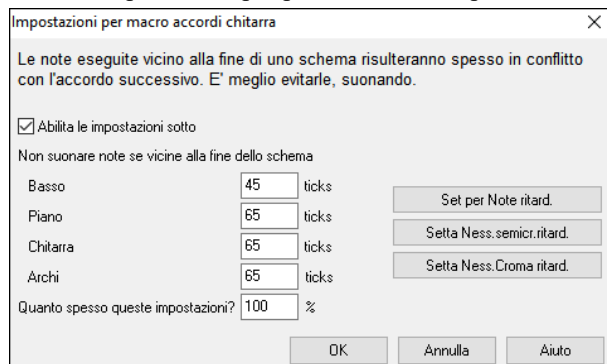 Impostazioni per macro accordi chitarra
Le note eseguite vicino alla fine di uno schema risulteranno spesso in conflitto
con l'accordo successivo. E' meglio evitarle, suonando.
Abilita le impostazioni sotto
Non suonare note se vicine alla fine dello schema
Basso 45 ticks
Set per Note ritard.
Piano 65 ticks
Setta Ness.semicr.ritard.
Chitarra 65 ticks
Setta Ness.Croma ritard.
Archi 65 ticks
Quanto spesso queste impostazioni? 100 %
OK Annulla Aiuto